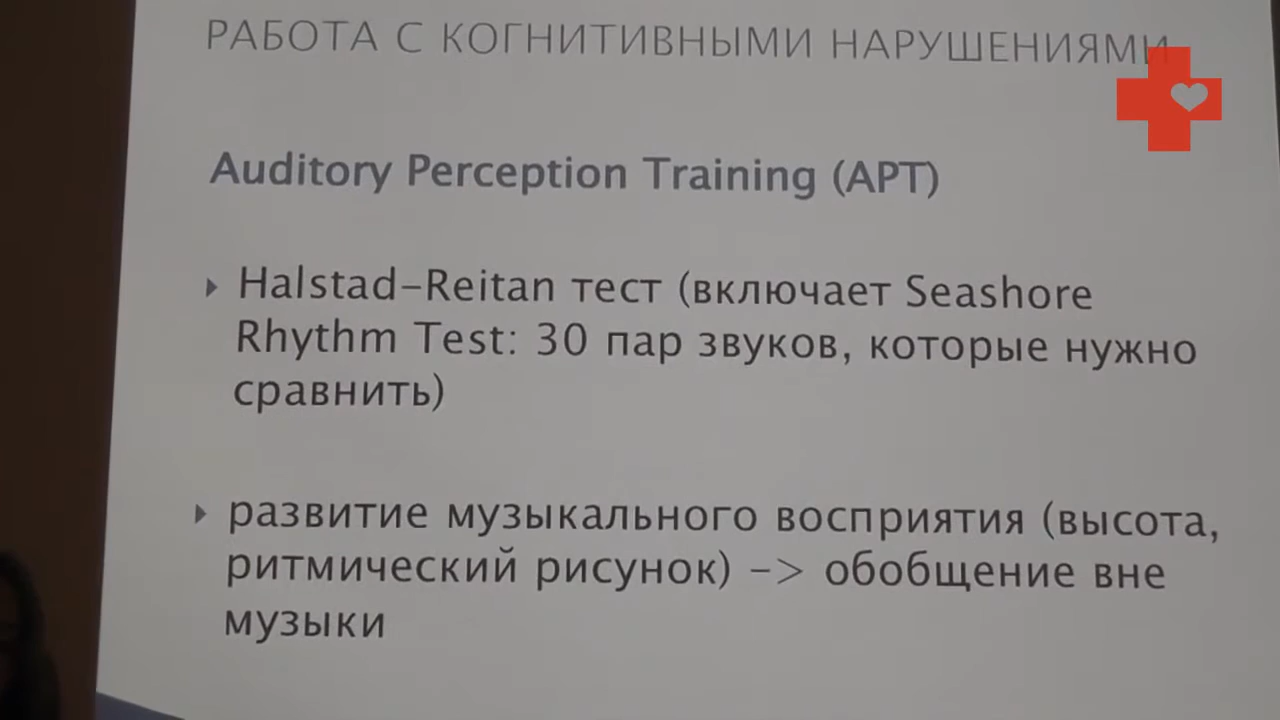 РАБОТА С КОГНИТИВНЫМИ НАРУШЕНИЯМИ
Auditory Perception Training (APT)
Halstad-Reitan тест (включает Seashore
Rhythm Test: 30 пар звуков, которые нужно
сравнить)
развитие музыкального восприятия (высота,
ритмический рисунок) -> обобщение вне
музыки